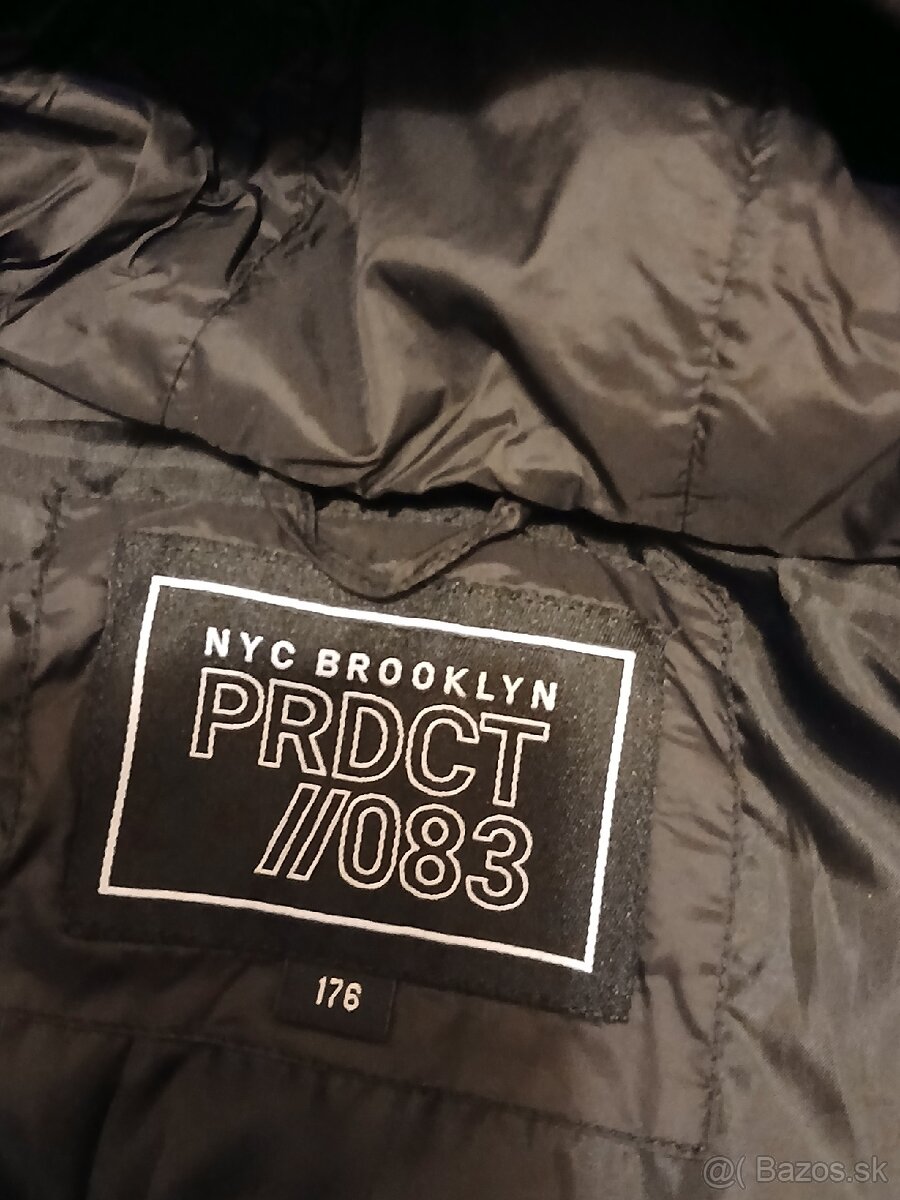 NYC BROOKLYN
PRDCT
///083
176
@( Bazos.sk